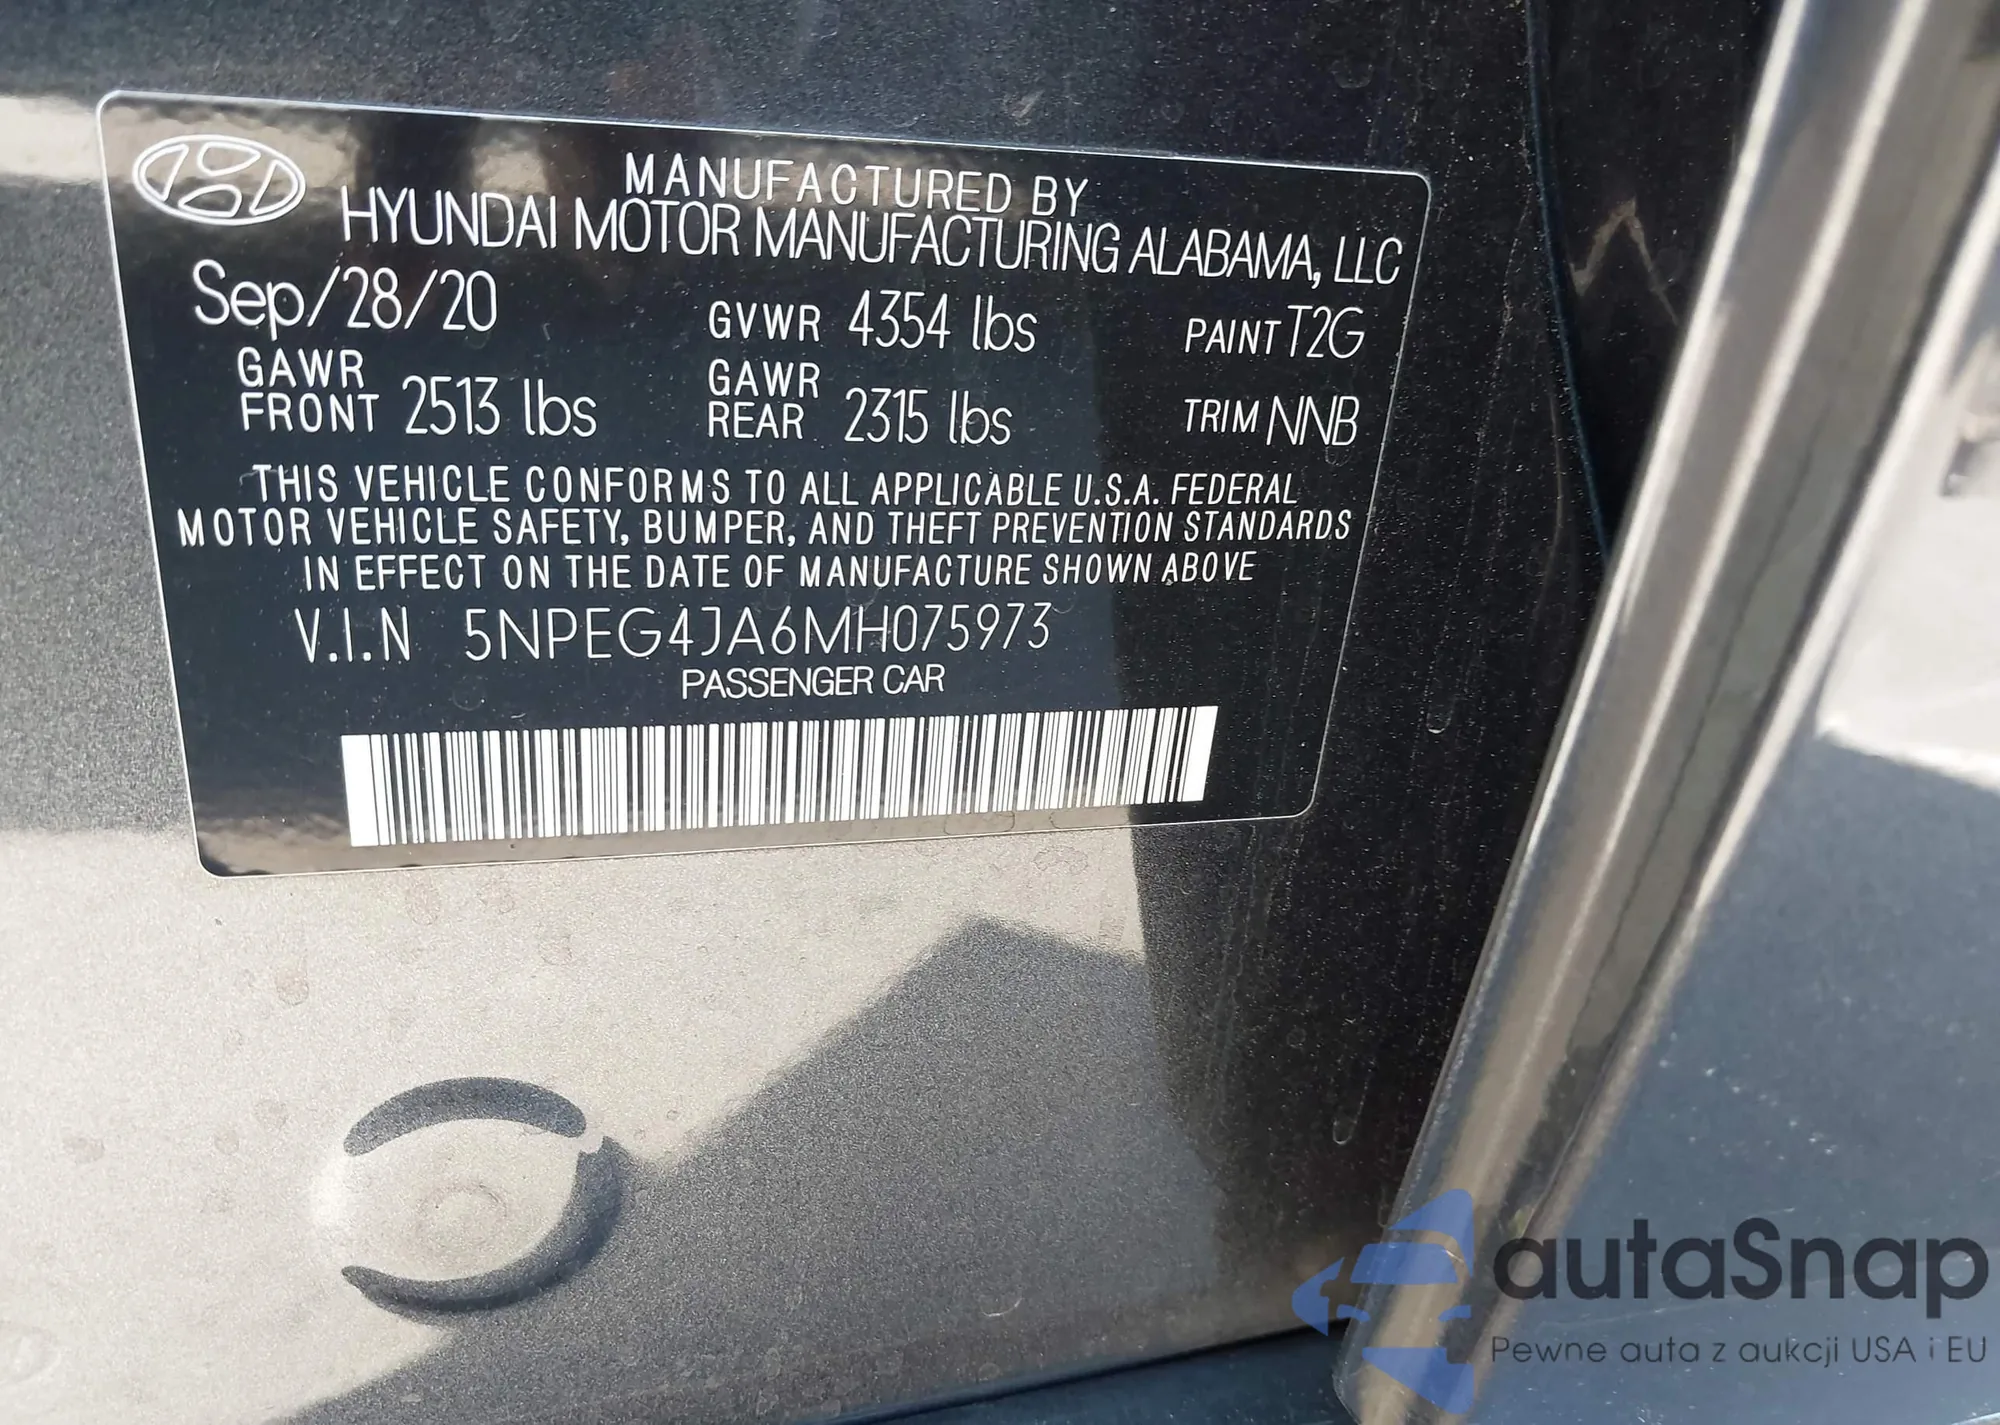 MANUFACTURED BY
HYUNDAI MOTOR MANUFACTURING ALABAMA, LLC
Sep/28/20 GVWR 4354 lbs PAINT T2G
GAWR FRONT 2513 lbs GAWR REAR 2315 lbs TRIM NNB
THIS VEHICLE CONFORMS TO ALL APPLICABLE U.S.A. FEDERAL
MOTOR VEHICLE SAFETY, BUMPER, AND THEFT PREVENTION STANDARDS
IN EFFECT ON THE DATE OF MANUFACTURE SHOWN ABOVE
V.I.N 5NPEG4JA6MH075973
PASSENGER CAR
autaSnap
Pewne auta z aukcji USA i EU